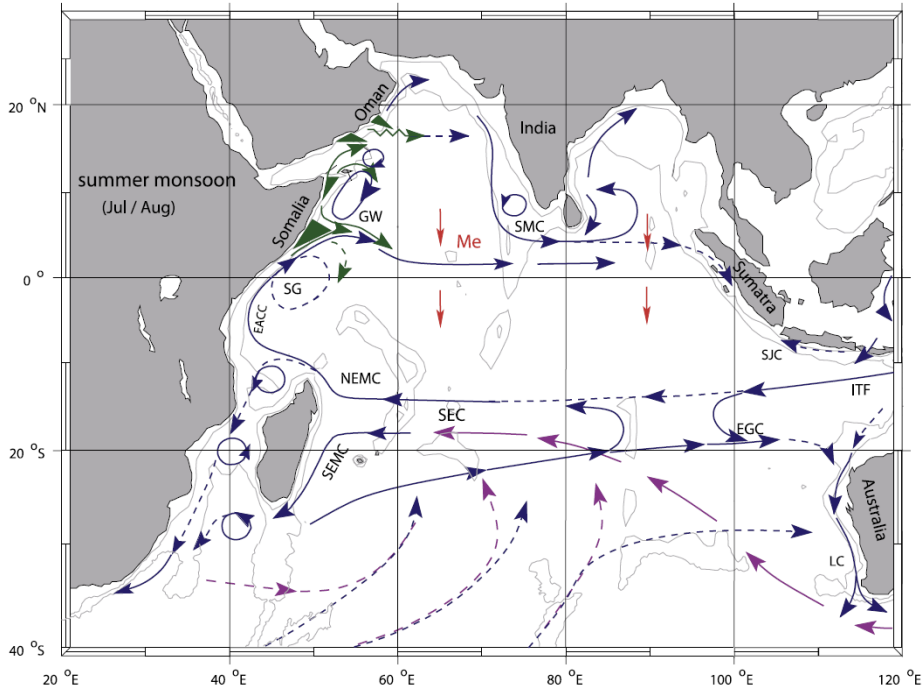 Oman
20 °N
India
summer monsoon
(Jul / Aug)
GW
SMC
Somalia
Me
0 °
SG
Sumatra
EACC
SJC
NEMC
ITF
SEC
EGC
20 °S
SEMC
Australia
LC
40 °S
20 °E
40 °E
60 °E
80 °E
100 °E
120 °E